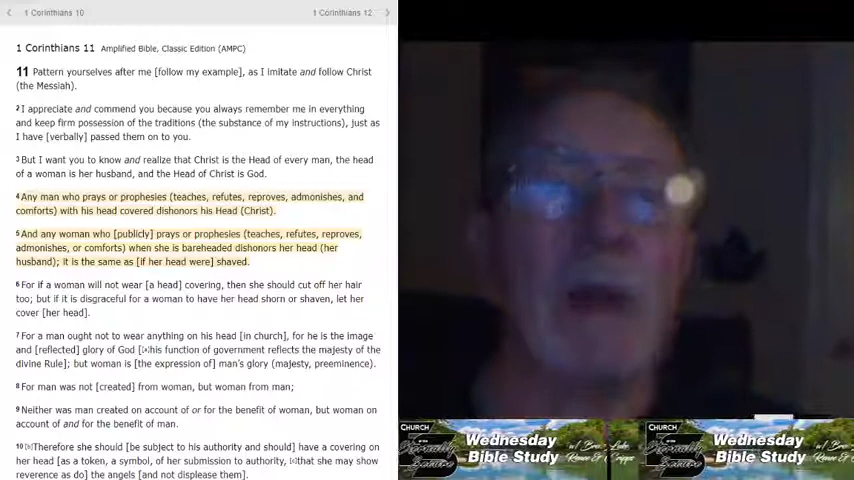 1 Corinthians 10
1 Corinthians 12
1 Corinthians 11 Amplified Bible, Classic Edition (AMPC)
11 Pattern yourselves after me [follow my example], as I imitate and follow Christ
(the Messiah).
2 I appreciate and commend you because you always remember me in everything
and keep firm possession of the traditions (the substance of my instructions), just as
I have [verbally] passed them on to you.
3 But I want you to know and realize that Christ is the Head of every man, the head
of a woman is her husband, and the Head of Christ is God.
4 Any man who prays or prophesies (teaches, refutes, reproves, admonishes, and
comforts) with his head covered dishonors his Head (Christ).
5 And any woman who [publicly] prays or prophesies (teaches, refutes, reproves,
admonishes, or comforts) when she is bareheaded dishonors her head (her
husband); it is the same as [if her head were] shaved.
6 For if a woman will not wear [a head] covering, then she should cut off her hair
too; but if it is disgraceful for a woman to have her head shorn or shaven, let her
cover [her head].
7 For a man ought not to wear anything on his head [in church], for he is the image
and [reflected] glory of God [his function of government reflects the majesty of the
divine Rule]; but woman is [the expression of] man's glory (majesty, preeminence).
8 For man was not [created] from woman, but woman from man;
9 Neither was man created on account of or for the benefit of woman, but woman on
account of and for the benefit of man.
10 Therefore she should [be subject to his authority and should] have a covering on
her head [as a token, a symbol, of her submission to authority, that she may show
reverence as do] the angels [and not displease them].
CHURCH
Eternally
Secure
Wednesday
Bible Study
CHURCH
Eternally
Secure
Wednesday
Bible Study